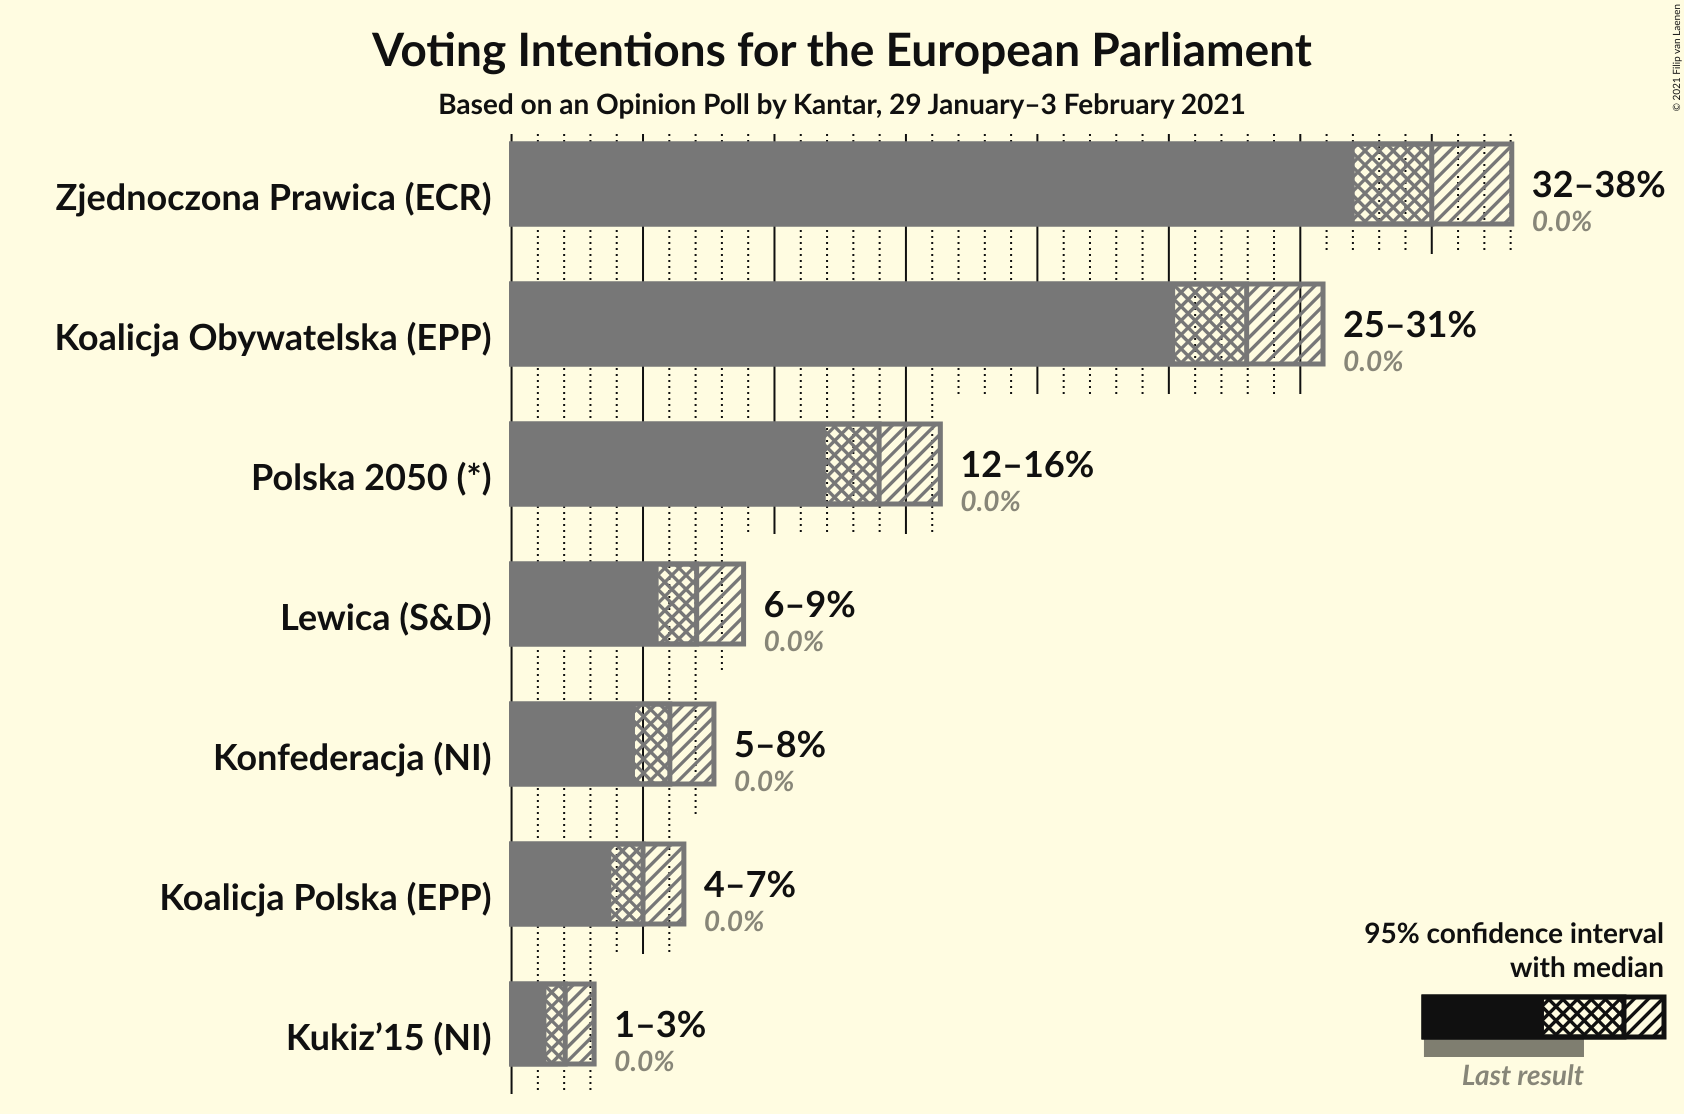 Voting Intentions for the European Parliament
Based on an Opinion Poll by Kantar, 29 January–3 February 2021
© 2021 Filip van Laenen
Zjednoczona Prawica (ECR)
32–38%
0.0%
Koalicja Obywatelska (EPP)
25–31%
0.0%
Polska 2050 (*)
12–16%
0.0%
Lewica (S&D)
6–9%
0.0%
Konfederacja (NI)
5–8%
0.0%
Koalicja Polska (EPP)
4–7%
0.0%
Kukiz’15 (NI)
1–3%
0.0%
95% confidence interval
with median
Last result